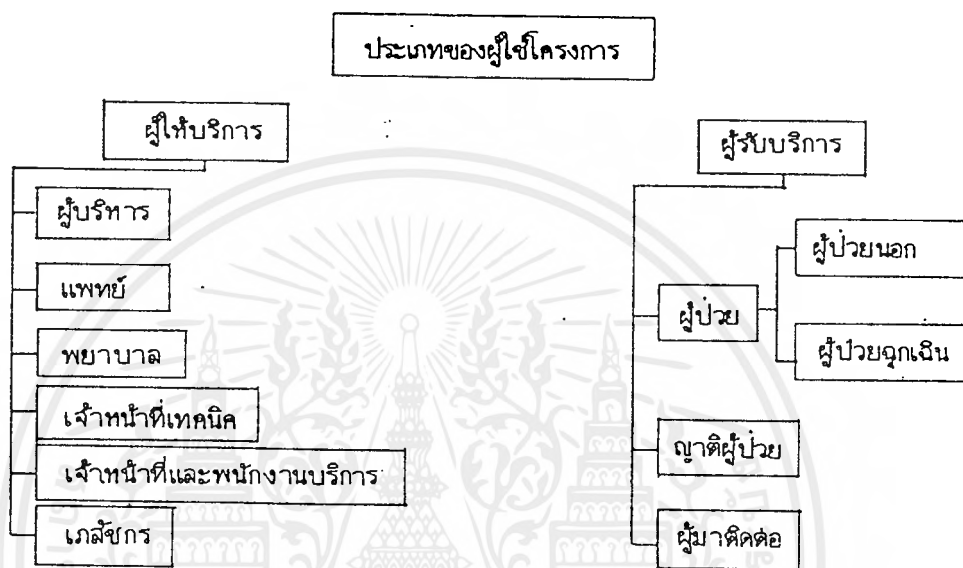 ประเภทของผู้ใช้โครงการ
ผู้ให้บริการ
ผู้บริหาร
แพทย์
พยาบาล
เจ้าหน้าที่เทคนิค
เจ้าหน้าที่และพนักงานบริการ
เภสัชกร
ผู้รับบริการ
ผู้ป่วย
ผู้ป่วยนอก
ผู้ป่วยฉุกเฉิน
ญาติผู้ป่วย
ผู้มาติดต่อ